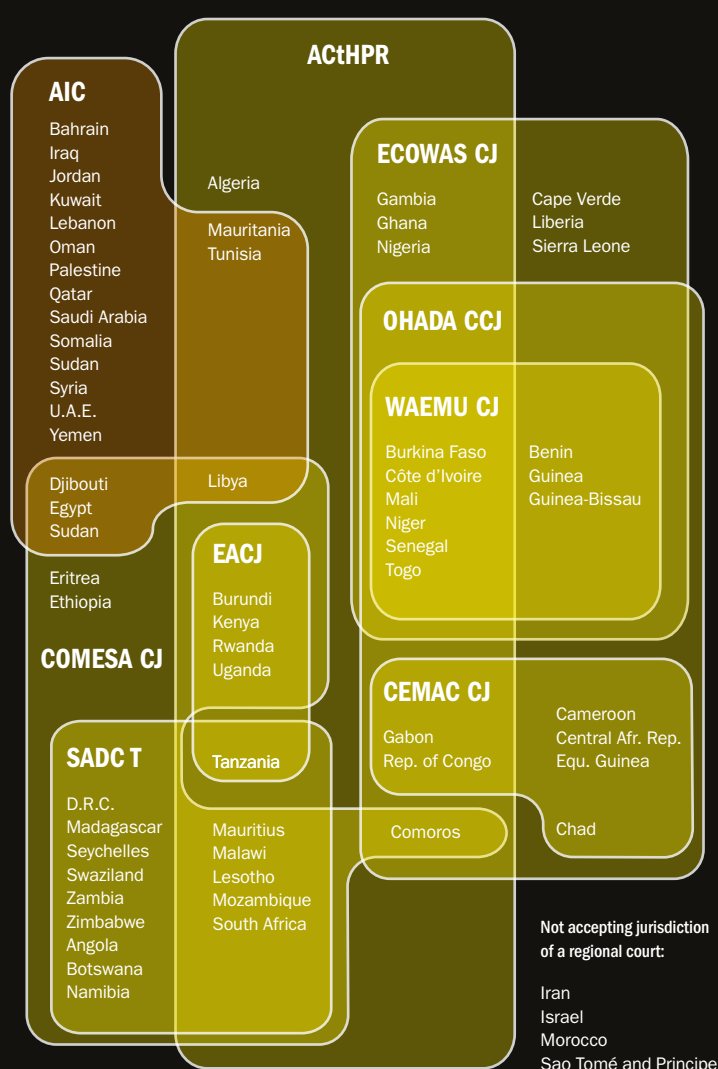 ACtHPR
AIC
Bahrain
Iraq
Jordan
Kuwait
Lebanon
Oman
Palestine
Qatar
Saudi Arabia
Somalia
Sudan
Syria
U.A.E.
Yemen
Algeria
Mauritania
Tunisia
ECOWAS CJ
Gambia
Ghana
Nigeria
Cape Verde
Liberia
Sierra Leone
OHADA CCJ
WAEMU CJ
Burkina Faso
Côte d'Ivoire
Mali
Niger
Senegal
Togo
Benin
Guinea
Guinea-Bissau
Djibouti
Egypt
Sudan
Libya
Eritrea
Ethiopia
COMESA CJ
EACJ
Burundi
Kenya
Rwanda
Uganda
Tanzania
CEMAC CJ
Gabon
Rep. of Congo
Cameroon
Central Afr. Rep.
Equ. Guinea
Chad
SADC T
D.R.C.
Madagascar
Seychelles
Swaziland
Zambia
Zimbabwe
Angola
Botswana
Namibia
Mauritius
Malawi
Lesotho
Mozambique
South Africa
Comoros
Not accepting jurisdiction
of a regional court:
Iran
Israel
Morocco
Sao Tomé and Principe